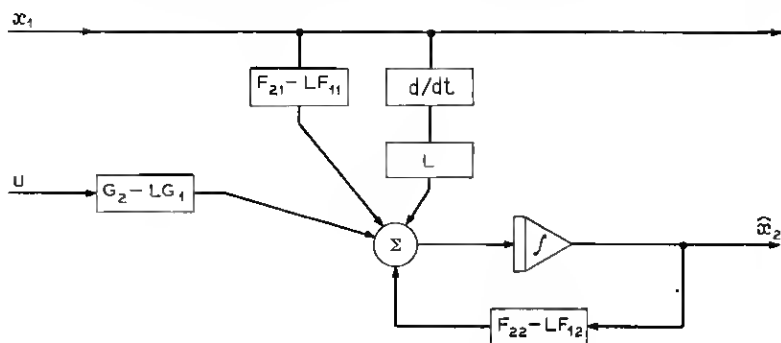 x₁
F₂₁ – LF₁₁
d/dt
L
U
G₂ – LG₁
Σ
∫
x̂₂
F₂₂ – LF₁₂